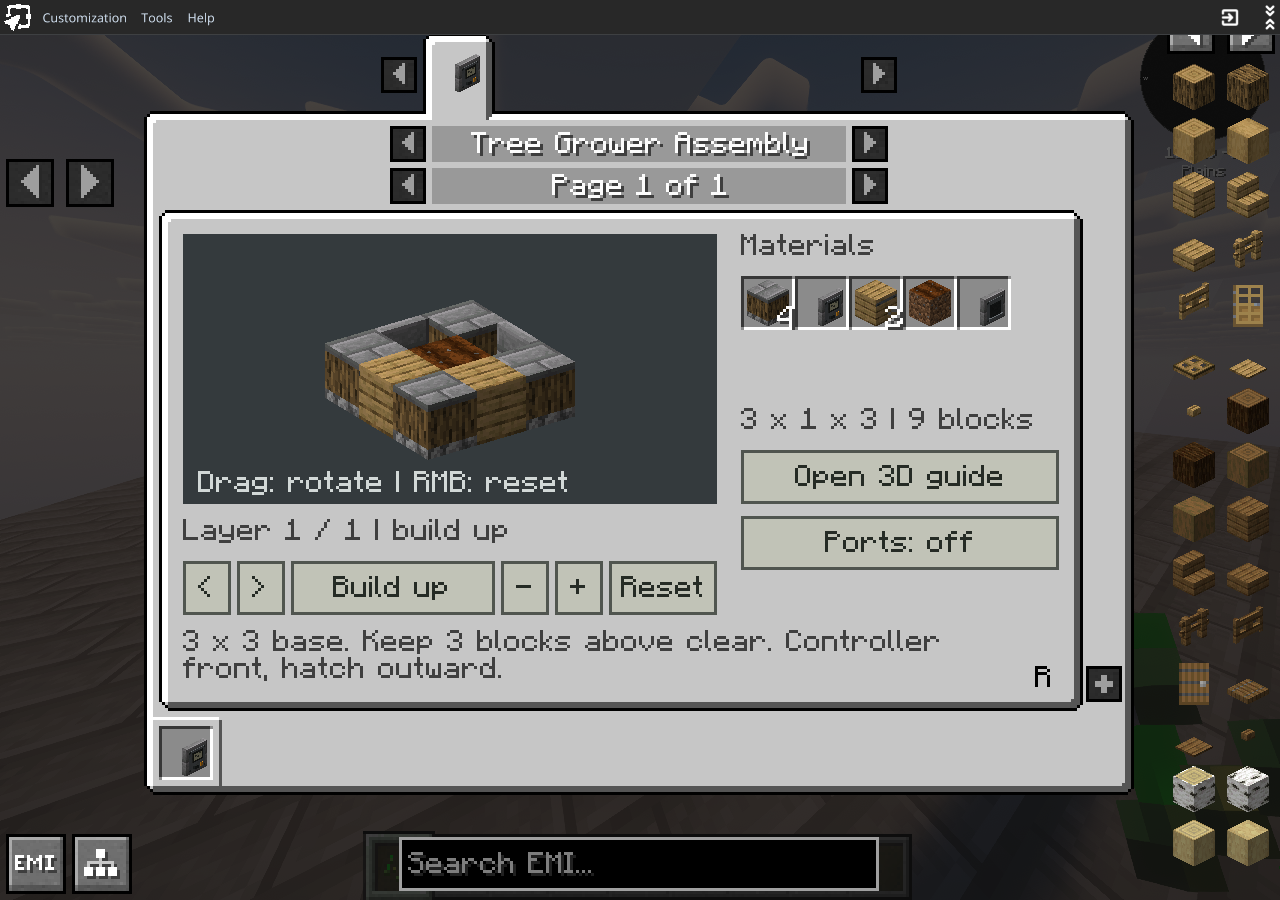 Customization Tools Help
Tree Grower Assembly
Page 1 of 1
Materials
4
2
3 x 1 x 3 | 9 blocks
Drag: rotate | RMB: reset
Open 3D guide
Layer 1 / 1 | build up
Ports: off
< > Build up - + Reset
3 x 3 base. Keep 3 blocks above clear. Controller
front, hatch outward.
R
+
EMI
Search EMI...
Plains